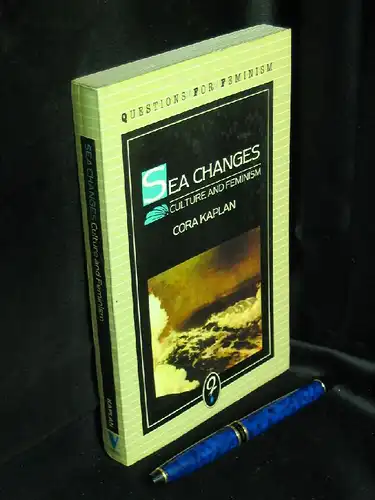 QUESTIONS FOR FEMINISM
SEA CHANGES
CULTURE AND FEMINISM
CORA KAPLAN
SEA CHANGES Culture and Feminism
KAPLAN
V